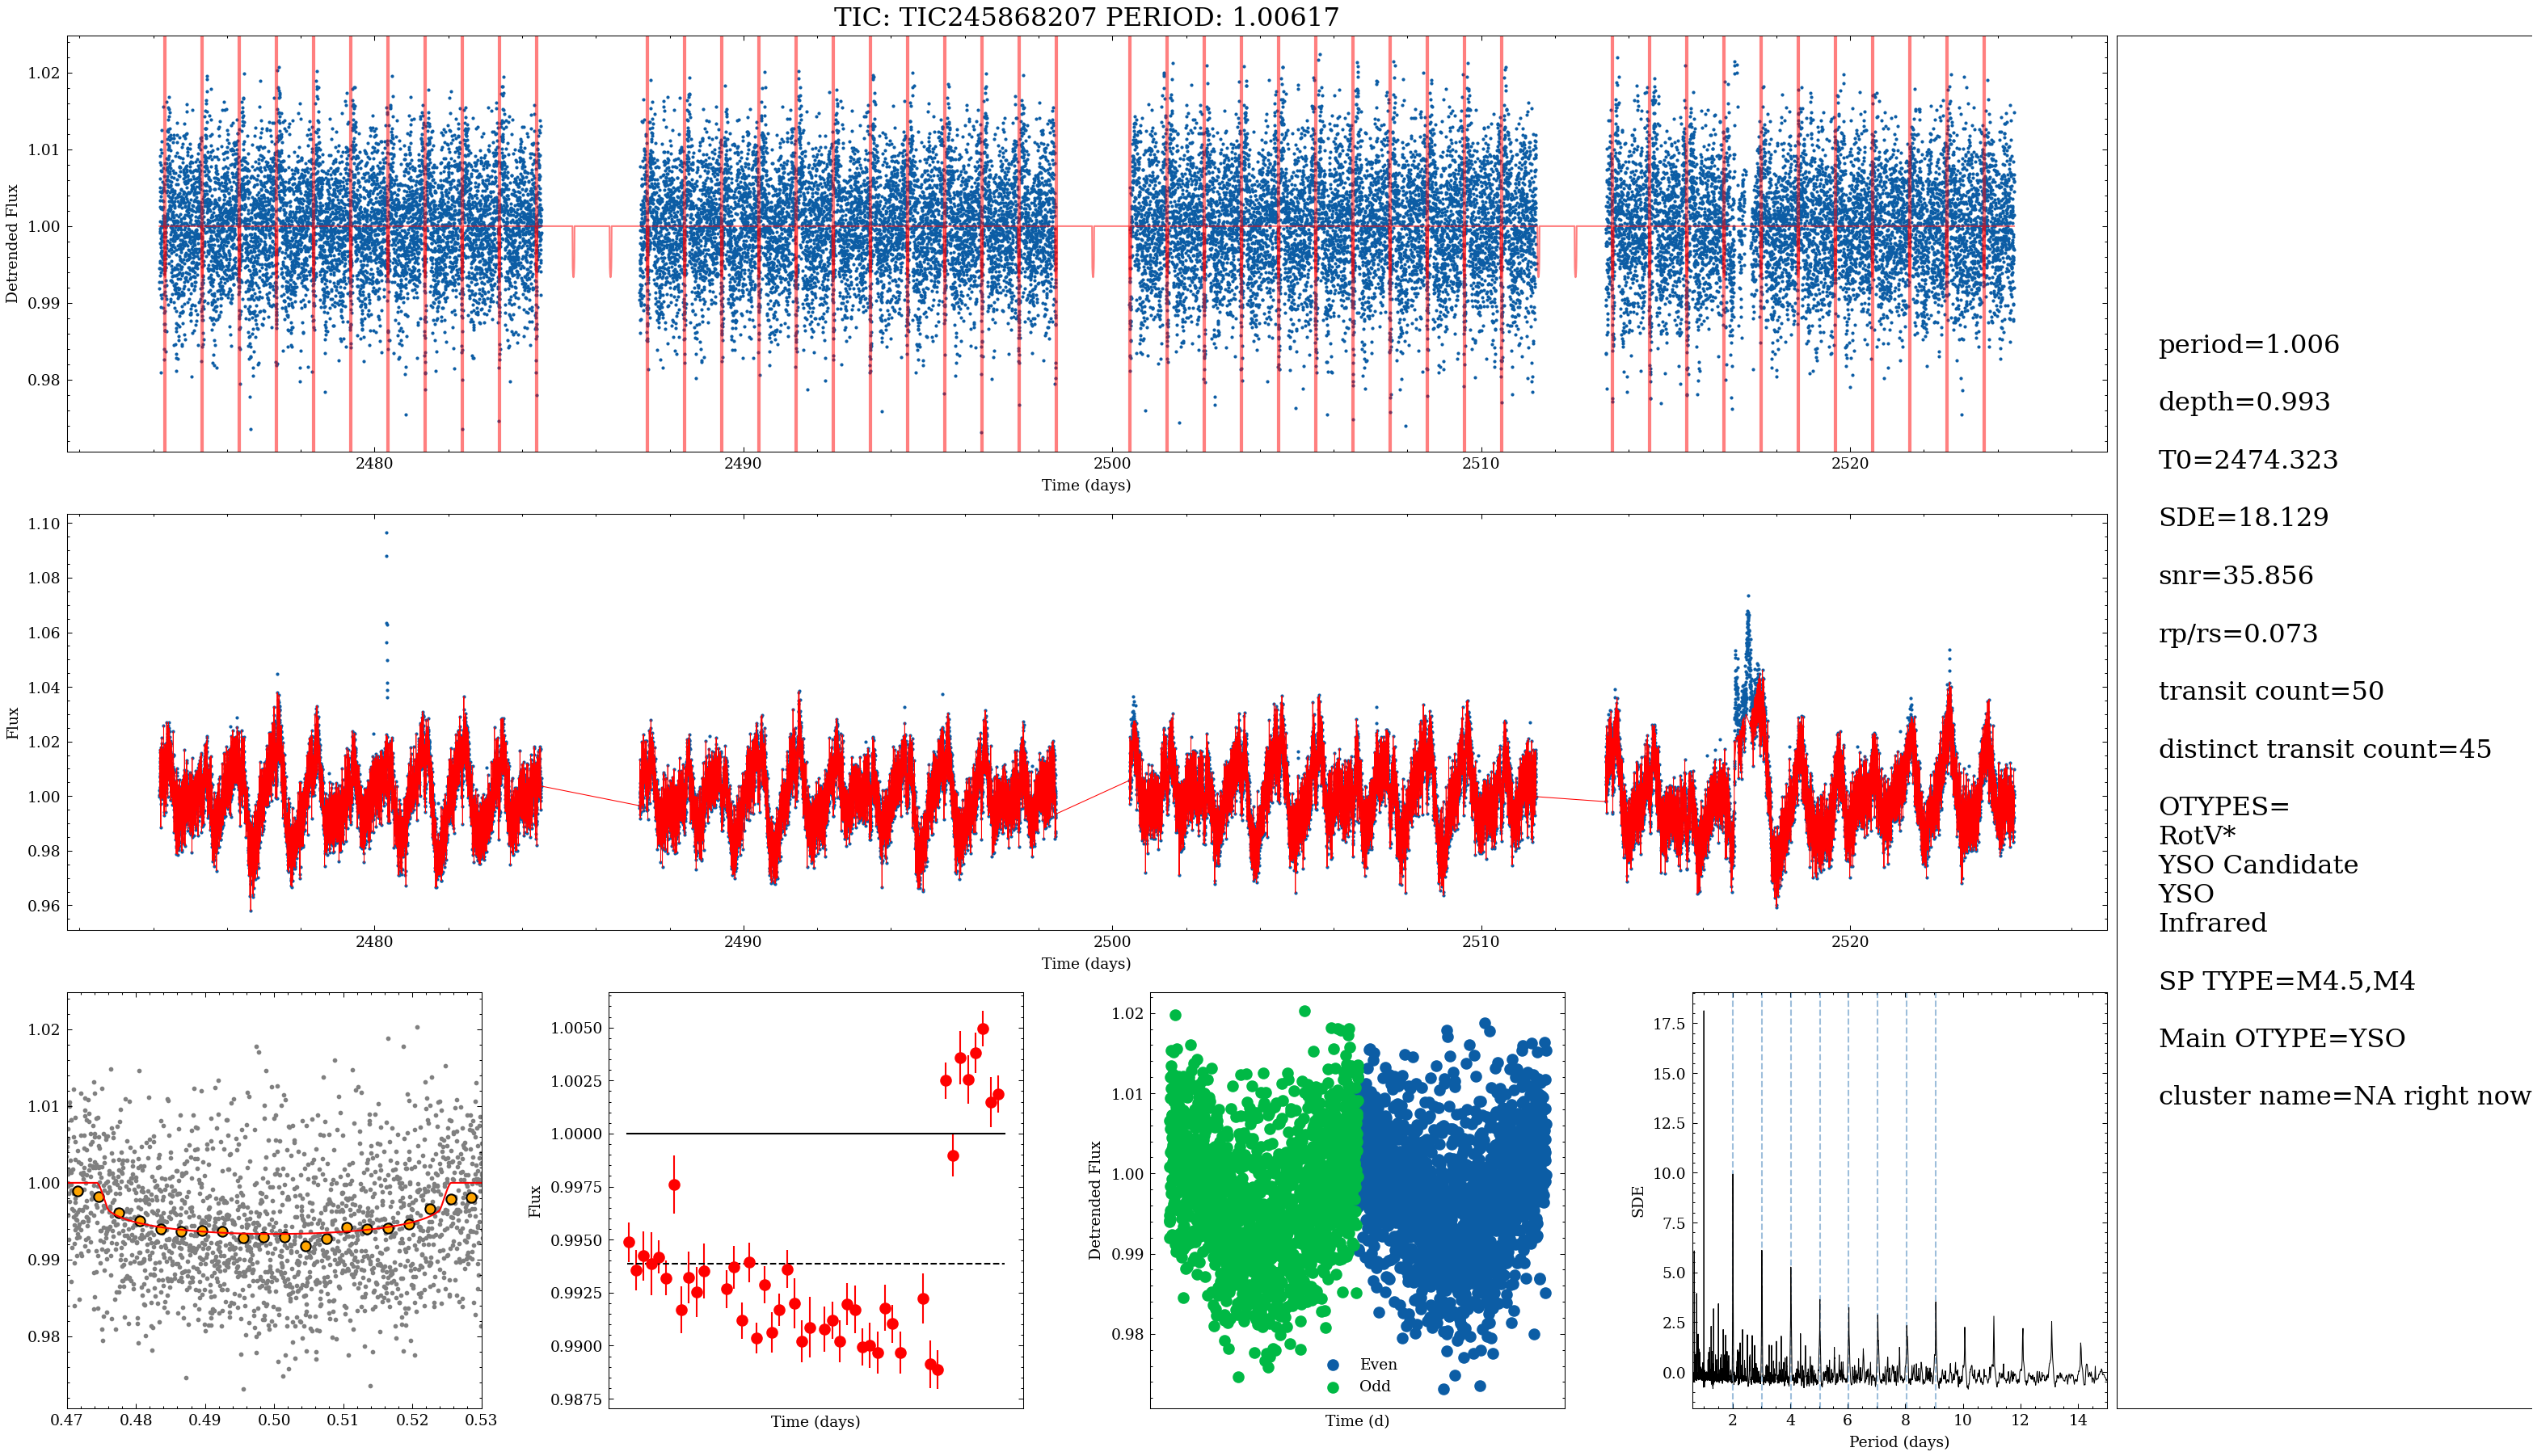 TIC: TIC245868207 PERIOD: 1.00617
1.02
1.01
1.00
0.99
0.98
Detrended Flux
2480
2490
2500
2510
2520
Time (days)
1.10
1.08
1.06
1.04
1.02
1.00
0.98
0.96
Flux
2480
2490
2500
2510
2520
Time (days)
1.02
1.01
1.00
0.99
0.98
0.47
0.48
0.49
0.50
0.51
0.52
0.53
1.0050
1.0025
1.0000
0.9975
0.9950
0.9925
0.9900
0.9875
Flux
Time (days)
1.02
1.01
1.00
0.99
0.98
Detrended Flux
Even
Odd
Time (d)
17.5
15.0
12.5
10.0
7.5
5.0
2.5
0.0
SDE
2
4
6
8
10
12
14
Period (days)
period=1.006
depth=0.993
T0=2474.323
SDE=18.129
snr=35.856
rp/rs=0.073
transit count=50
distinct transit count=45
OTYPES=
RotV*
YSO Candidate
YSO
Infrared
SP TYPE=M4.5,M4
Main OTYPE=YSO
cluster name=NA right now